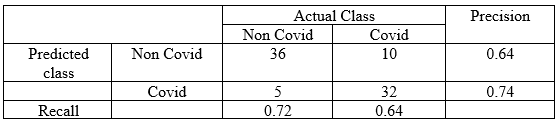 Actual Class Precision
Non Covid Covid
Predicted class Non Covid 36 10 0.64
Covid 5 32 0.74
Recall 0.72 0.64